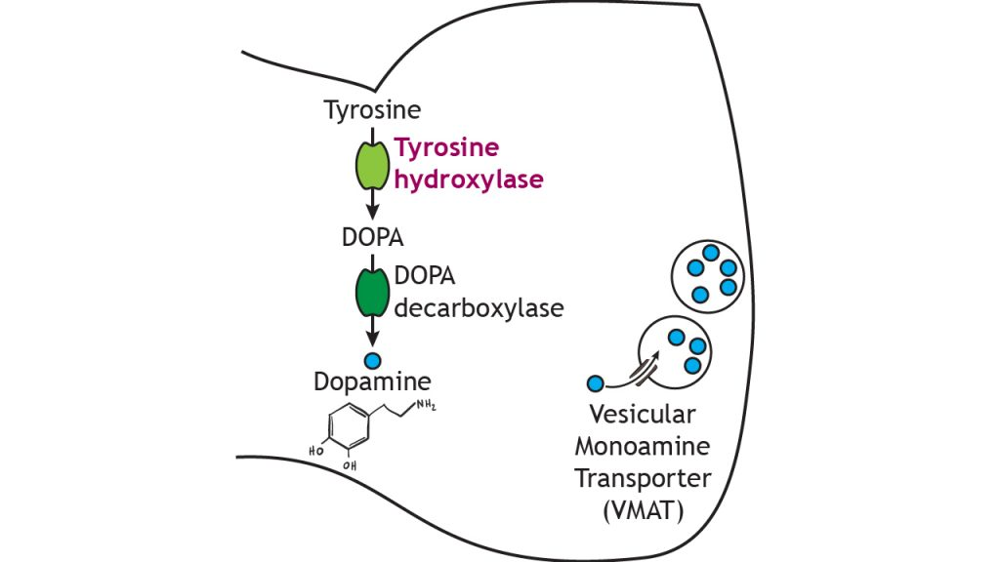 Tyrosine
Tyrosine
hydroxylase
DOPA
DOPA
decarboxylase
Dopamine
NH₂
HO
OH
Vesicular
Monoamine
Transporter
(VMAT)